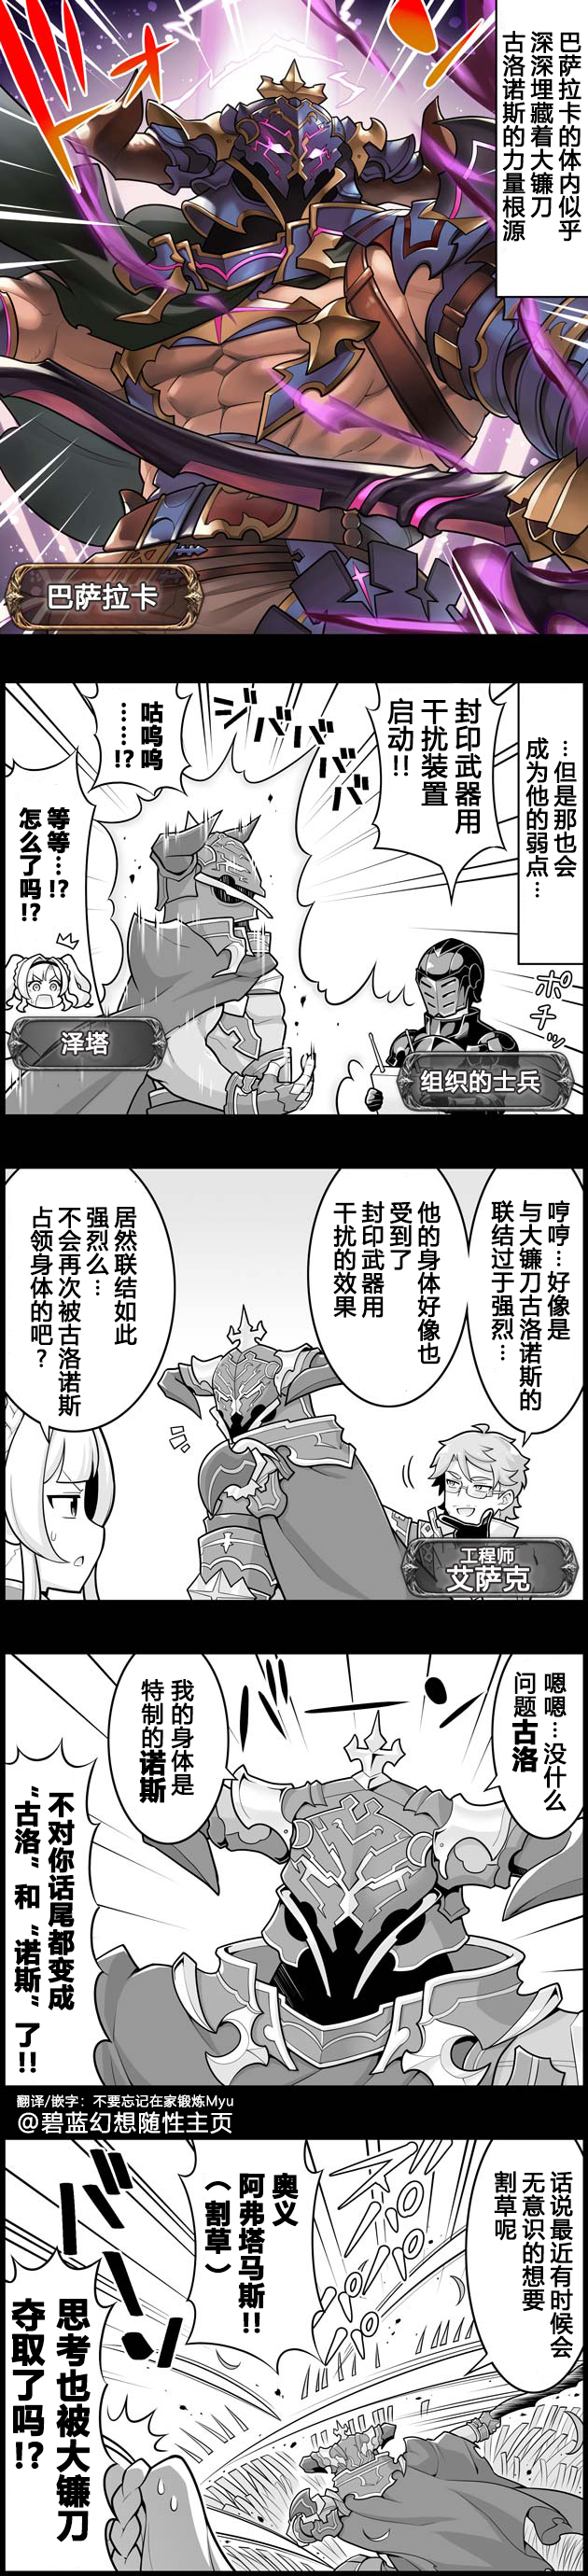 巴萨拉卡的体内似乎
深深埋藏着大镰刀
古洛诺斯的力量根源
巴萨拉卡
…但是那也会
成为他的弱点…
封印武器用
干扰装置
启动!!
ポチッ
ジバババババ
咕呜呜
……!?
等等…!?
怎么了吗!?
泽塔
组织的士兵
哼哼…好像是
与大镰刀古洛诺斯的
联结过于强烈…
他的身体好像也
受到了
封印武器用
干扰的效果
居然联结如此
强烈么…
不会再次被古洛诺斯
占领身体的吧？
工程师
艾萨克
嗯嗯…没什么
问题古洛
我的身体是
特制的诺斯
不对你话尾都变成
“古洛”和“诺斯”了!!
翻译/嵌字：不要忘记在家锻炼Myu
@碧蓝幻想随性主页
话说最近有时候会
无意识的想要
割草呢
奥义
阿弗塔马斯!!
（割草）
思考也被大镰刀
夺取了吗!?